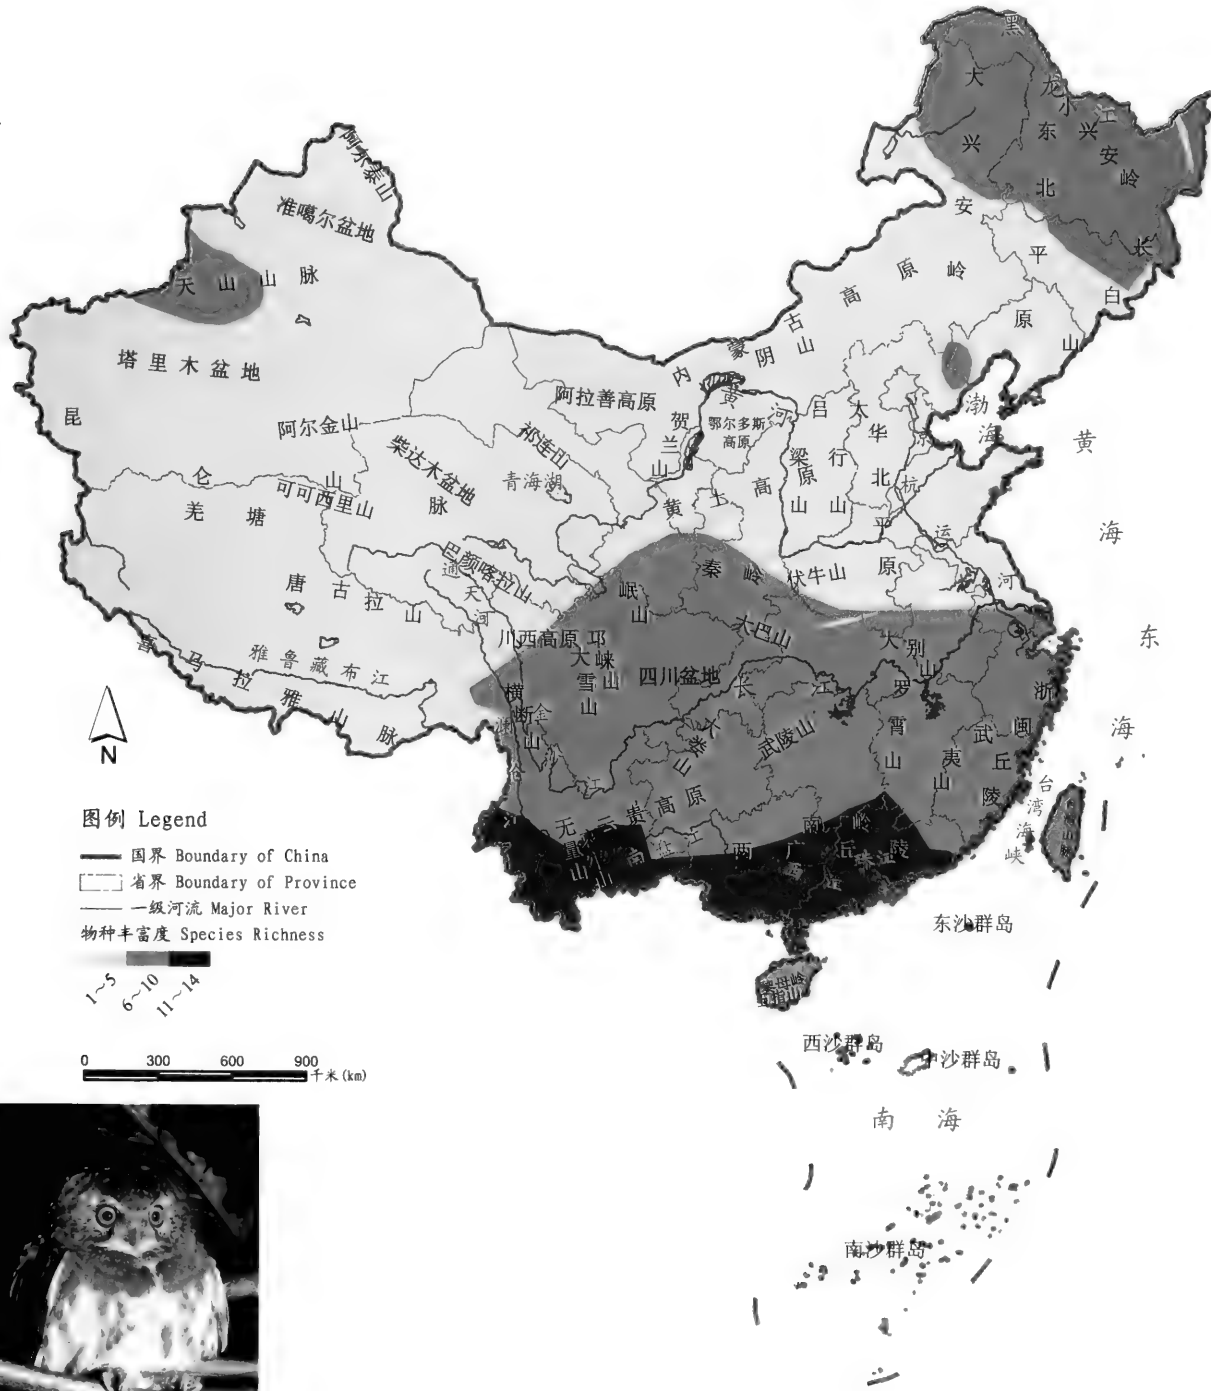 黑
龙
江
大
兴
安
岭
小
兴
安
岭
东
北
平
原
长
白
山
阿尔泰山
准噶尔盆地
天山山脉
塔里木盆地
昆
仑
山
脉
阿尔金山
柴达木盆地
祁连山
青海湖
可可西里山
羌塘
阿拉善高原
内
蒙
古
高
原
阴山
贺
兰
山
黄
河
鄂尔多斯
高原
吕
梁
山
太
行
山
华
北
平
原
京
杭
运
河
渤
海
黄
海
黄
土
高
原
秦岭
伏牛山
巴颜喀拉山
通
天
河
唐古拉山
岷
山
川西高原
邛
崃
山
大
雪
山
大巴山
四川盆地
长江
大别
山
喜马拉雅山脉
雅鲁藏布江
横
断
山
金
江
大
娄
山
武陵山
罗
霄
山
武
夷
山
浙
闽
丘
陵
东
海
台
湾
海
峡
无
量
山
云贵高原
南岭
两广丘陵
珠江
东沙群岛
黎母岭
五指山
西沙群岛
中沙群岛
南海
南沙群岛
N
图例 Legend
国界 Boundary of China
省界 Boundary of Province
一级河流 Major River
物种丰富度 Species Richness
1～5
6～10
11～14
0 300 600 900
千米(km)